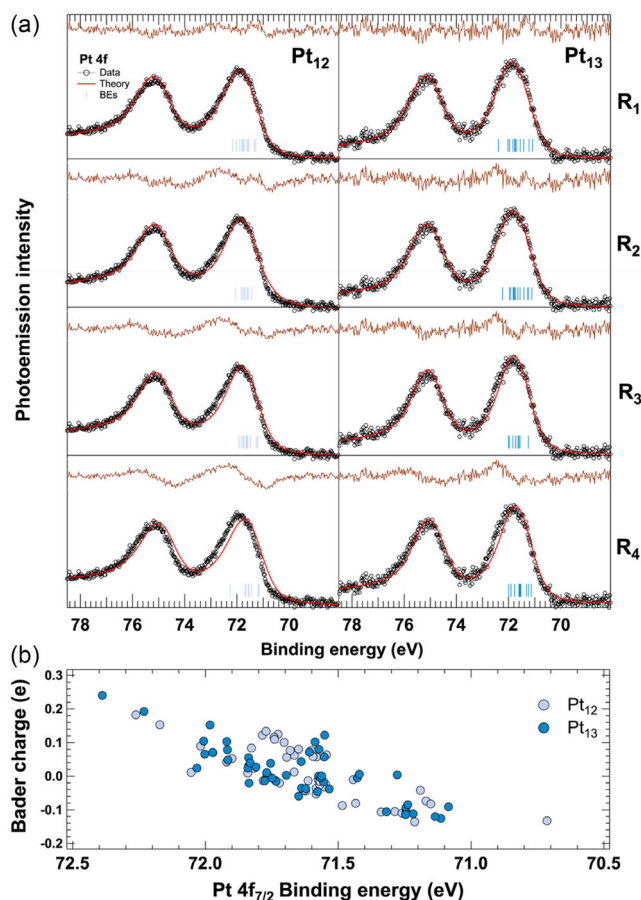 (a)
Pt 4f
Data
Theory
BEs
Pt12
Pt13
R1
R2
R3
R4
Photoemission intensity
78 76 74 72 70 78 76 74 72 70
Binding energy (eV)
(b)
Bader charge (e)
0.3
0.2
0.1
0.0
-0.1
-0.2
Pt12
Pt13
72.5 72.0 71.5 71.0 70.5
Pt 4f7/2 Binding energy (eV)